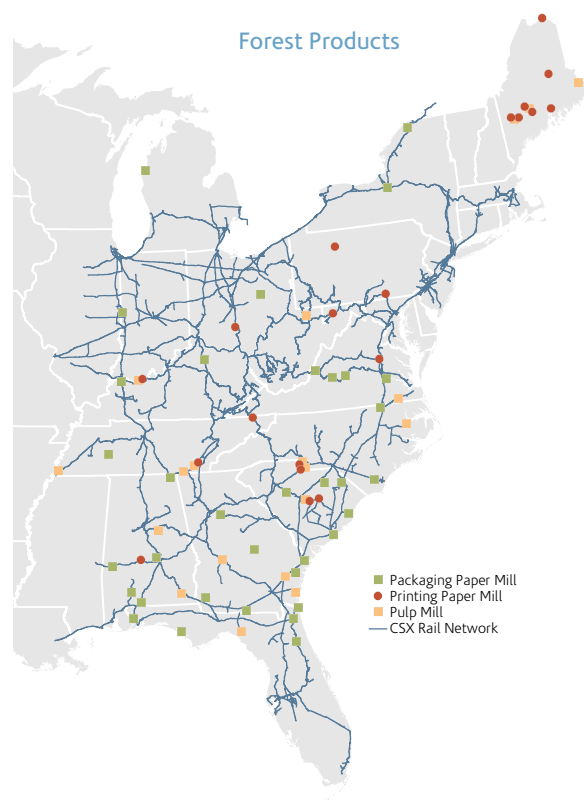 Forest Products
Packaging Paper Mill
Printing Paper Mill
Pulp Mill
CSX Rail Network